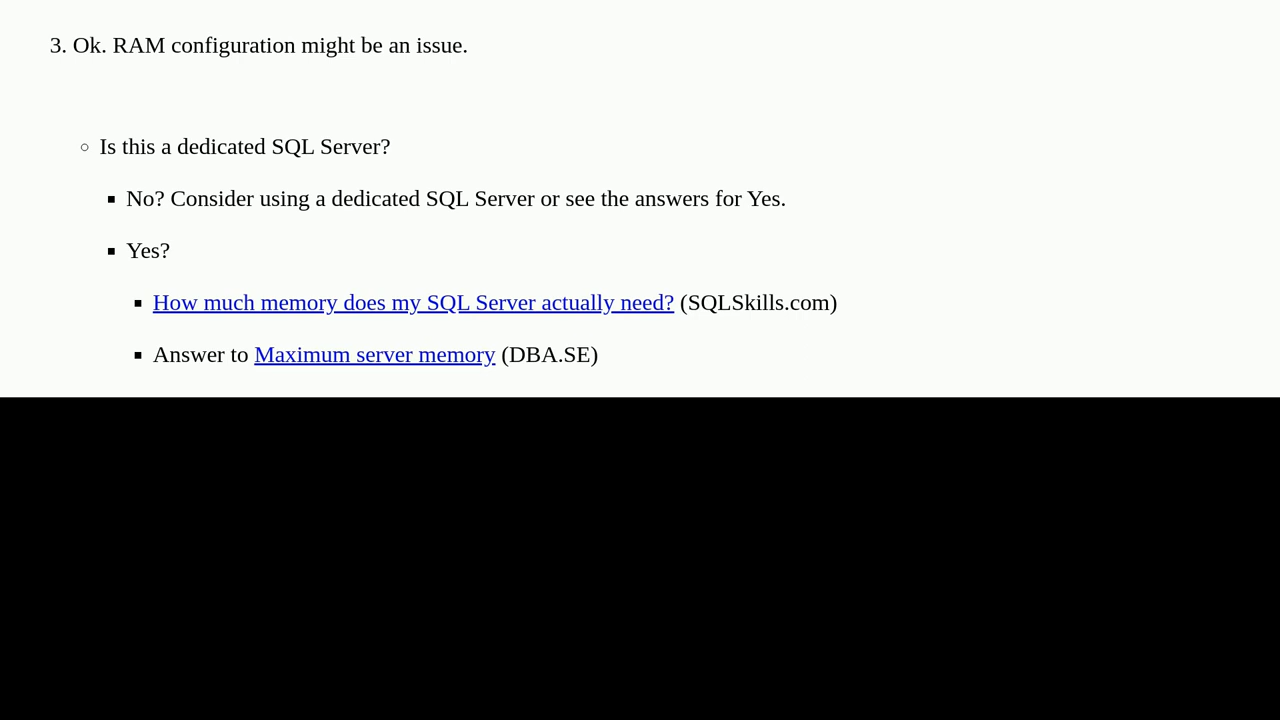 3. Ok. RAM configuration might be an issue.
Is this a dedicated SQL Server?
No? Consider using a dedicated SQL Server or see the answers for Yes.
Yes?
How much memory does my SQL Server actually need? (SQLSkills.com)
Answer to Maximum server memory (DBA.SE)